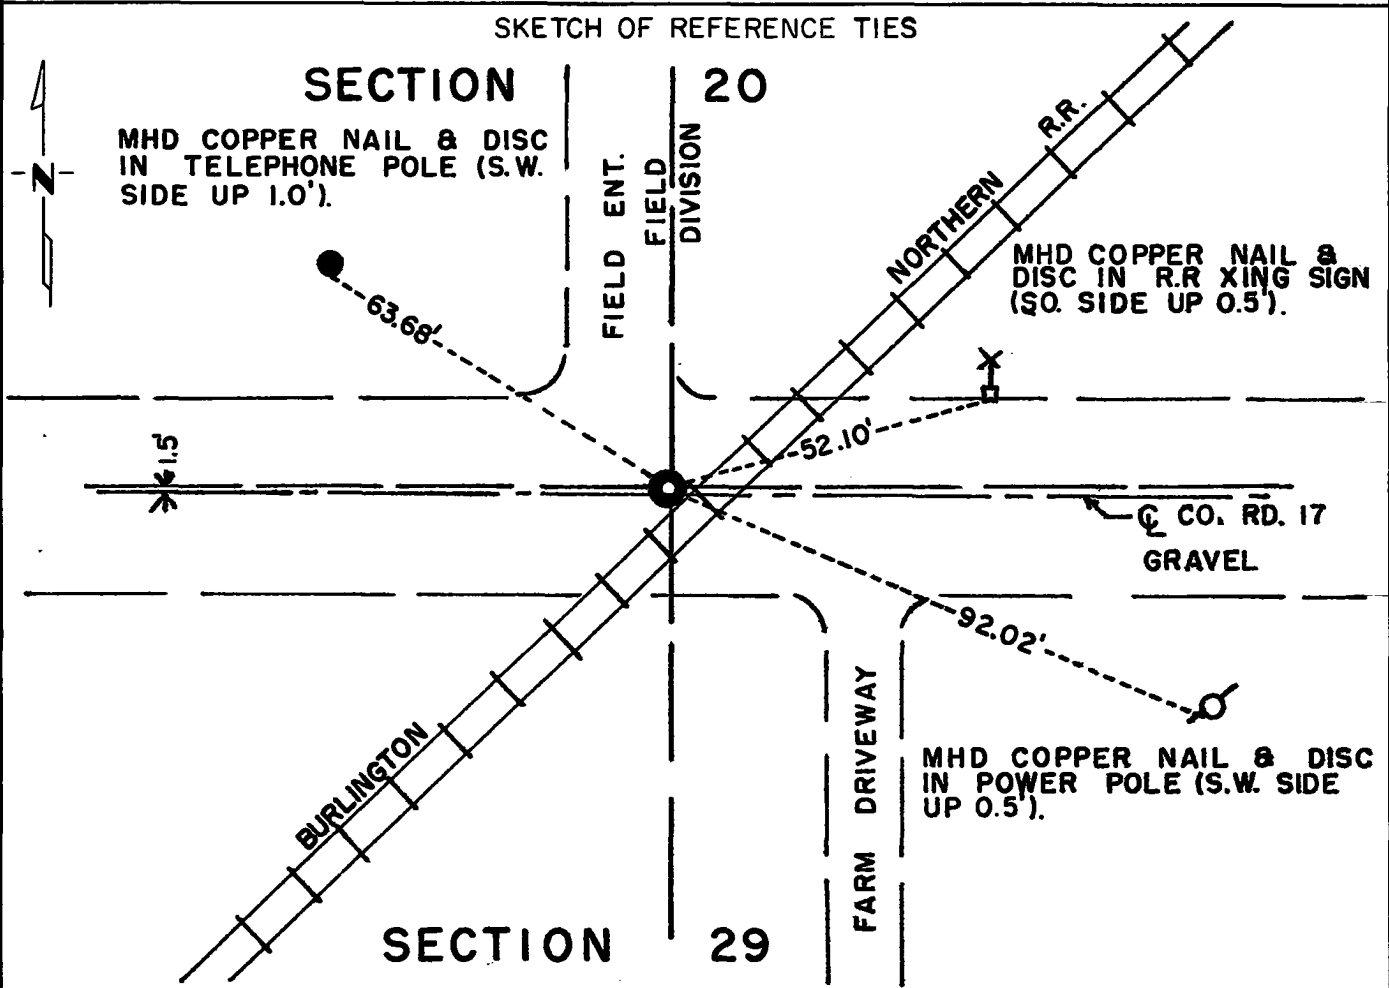 SKETCH OF REFERENCE TIES
SECTION 20
MHD COPPER NAIL & DISC
IN TELEPHONE POLE (S.W.
SIDE UP 1.0').
N
FIELD ENT.
FIELD
DIVISION
NORTHERN R.R.
MHD COPPER NAIL &
DISC IN R.R XING SIGN
(SO. SIDE UP 0.5').
63.68'
52.10'
1.5
℄ CO. RD. 17
GRAVEL
92.02'
BURLINGTON
FARM DRIVEWAY
MHD COPPER NAIL & DISC
IN POWER POLE (S.W. SIDE
UP 0.5').
SECTION 29